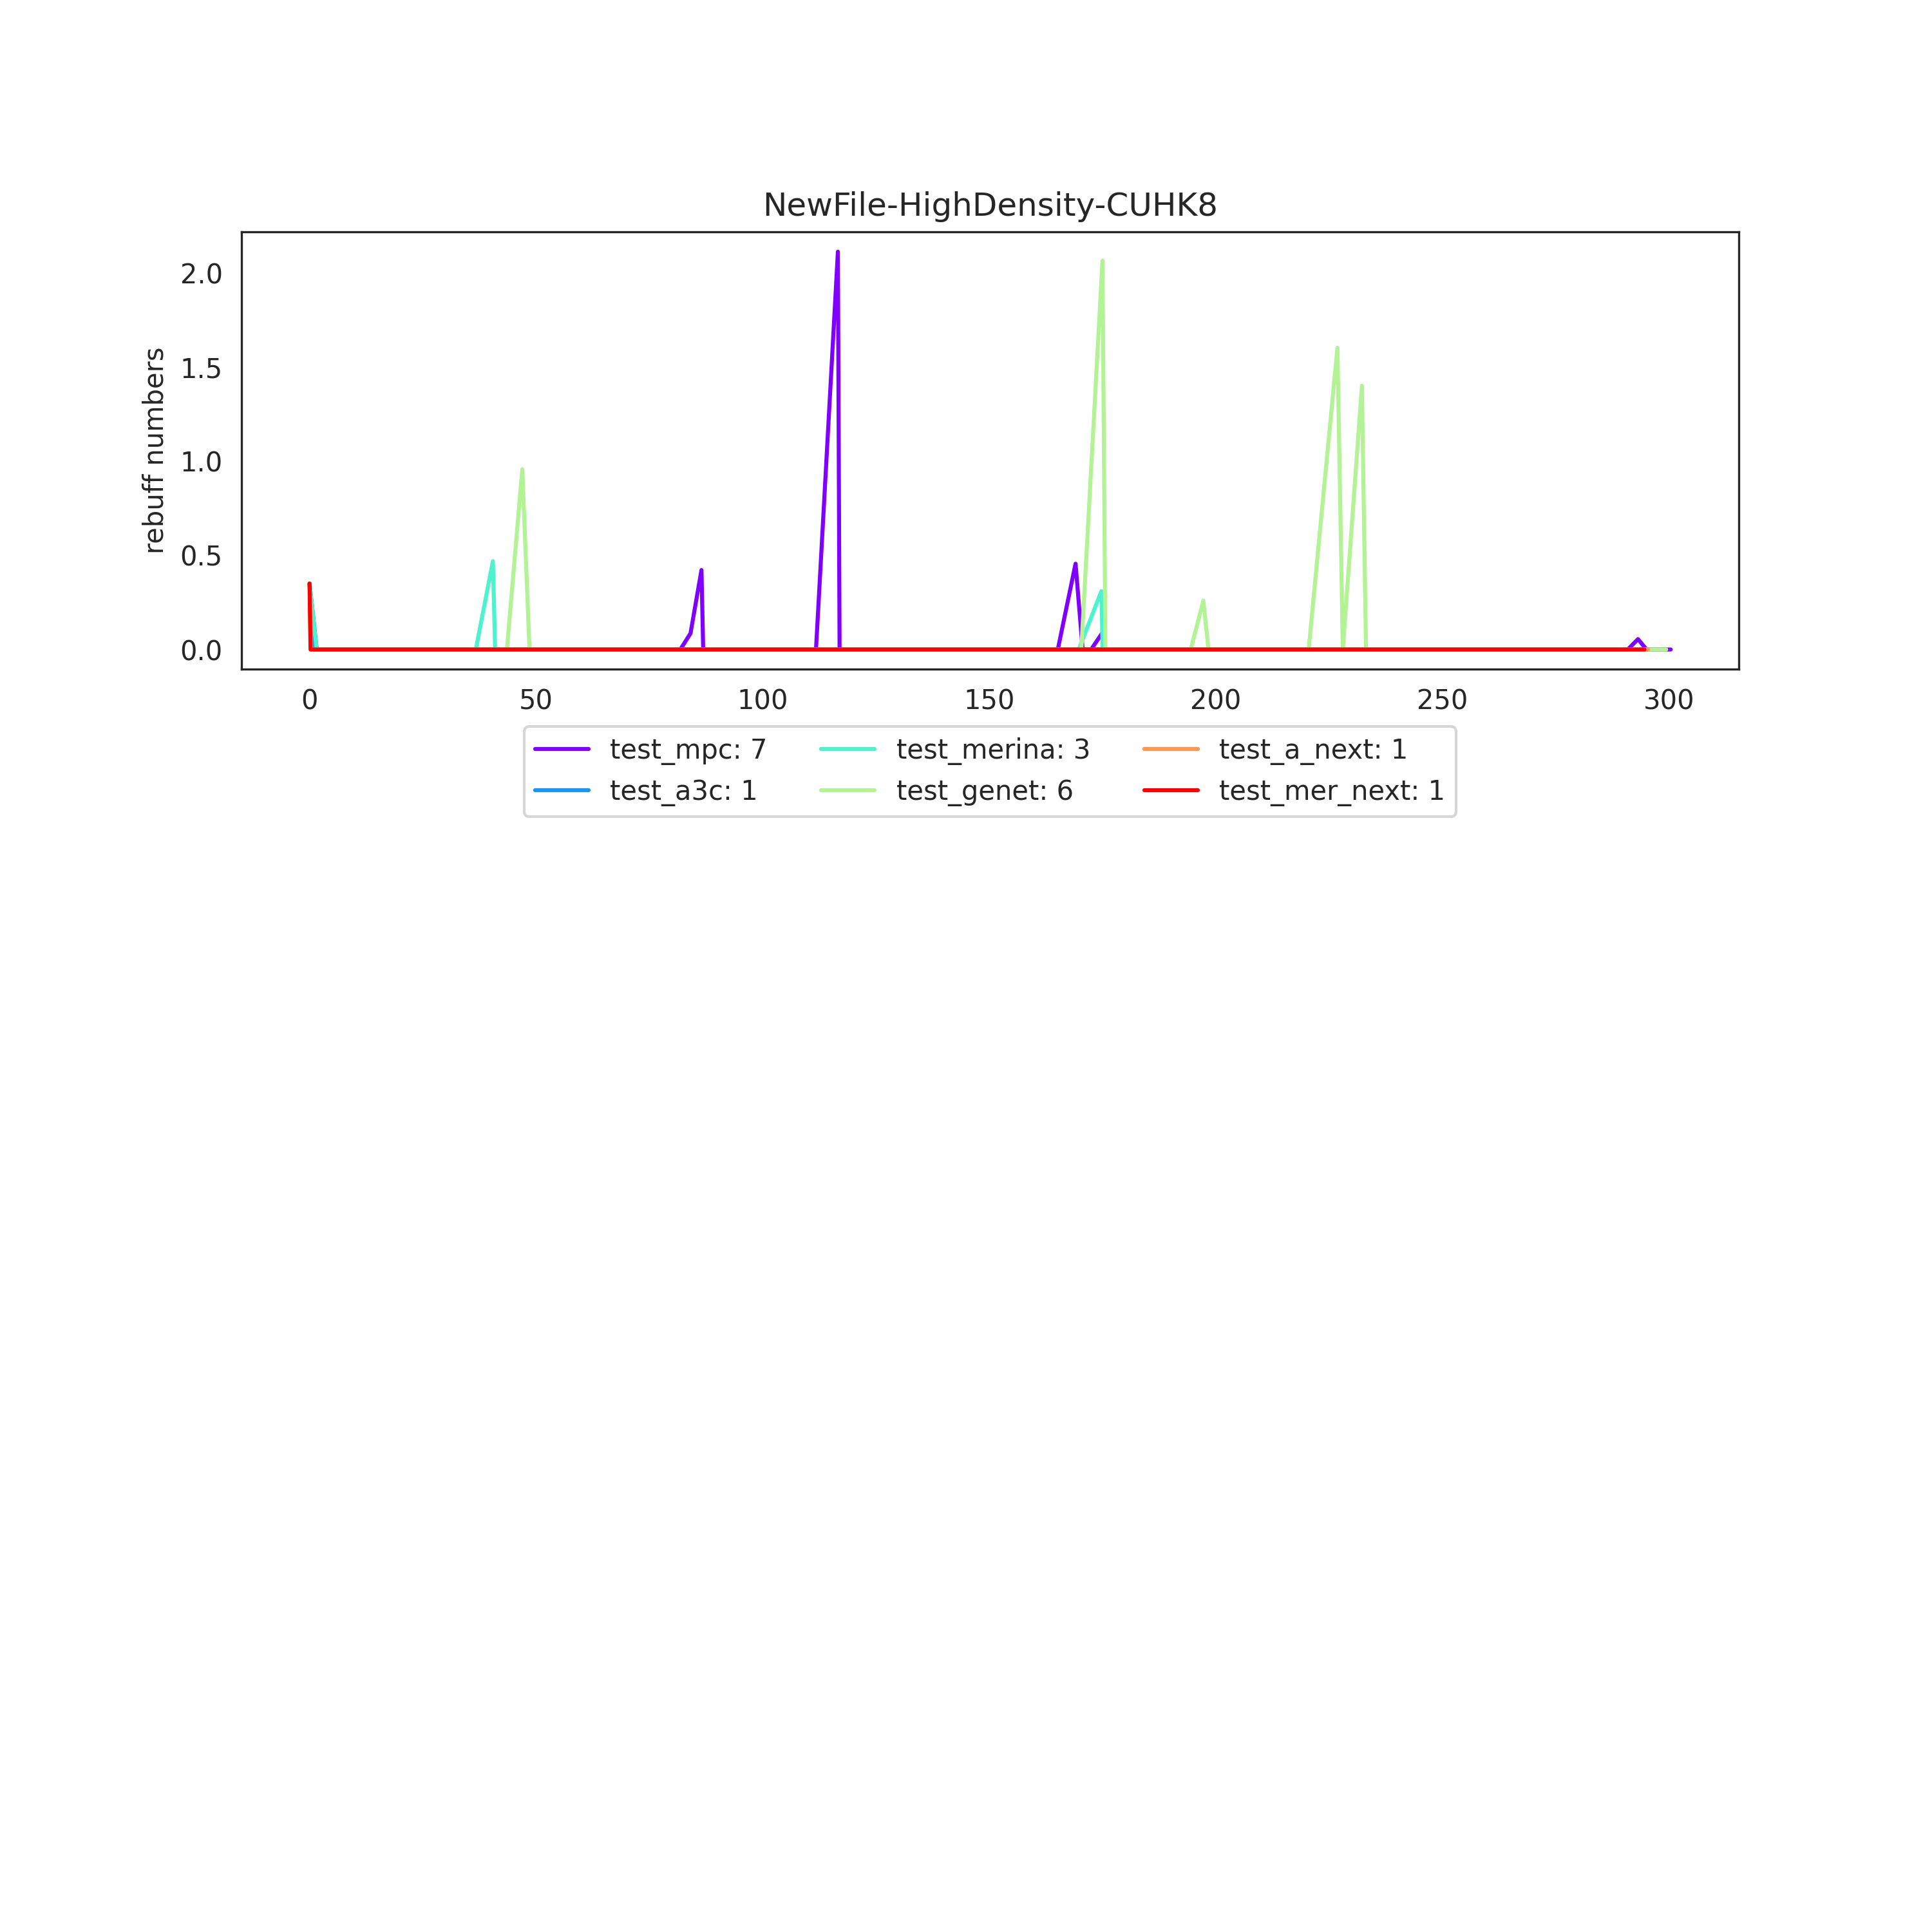 NewFile-HighDensity-CUHK8
rebuff numbers
2.0
1.5
1.0
0.5
0.0
0 50 100 150 200 250 300
test_mpc: 7 test_merina: 3 test_a_next: 1
test_a3c: 1 test_genet: 6 test_mer_next: 1